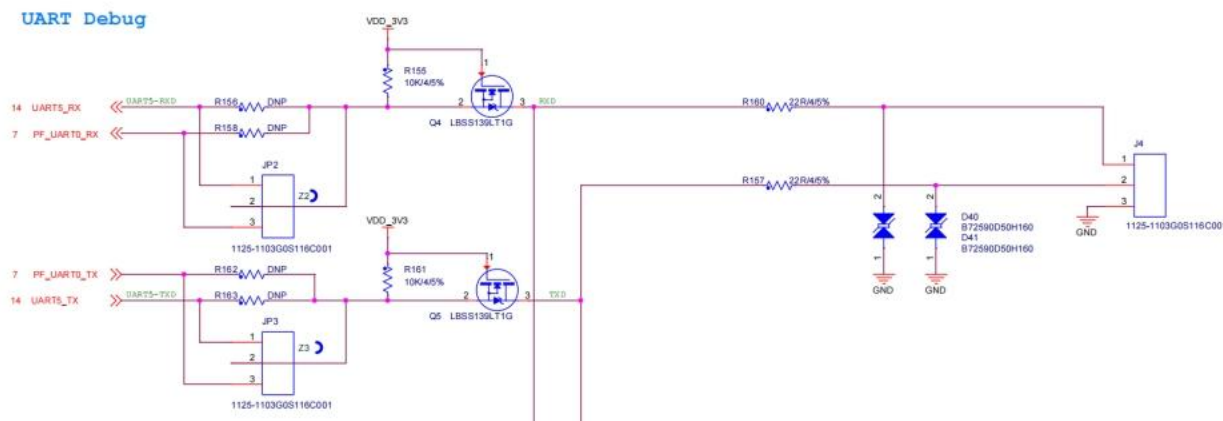 UART Debug
VDD_3V3
1
R155
10K/4/5%
14 UART5_RX
UART5-RXD
R156 DNP
2
3
RXD
R160 22R/4/5%
7 PF_UART0_RX
R158 DNP
Q4 LBSS139LT1G
J4
JP2
1
1
Z2
R157 22R/4/5%
2
2
3
3
VDD_3V3
2
2
D40
B72590D50H160
D41
B72590D50H160
GND
1125-1103G0S116C00
1125-1103G0S116C001
1
1
7 PF_UART0_TX
R162 DNP
R161
10K/4/5%
1
GND
GND
14 UART5_TX
UART5-TXD
R163 DNP
2
3
TXD
JP3
Q5 LBSS139LT1G
1
Z3
2
3
1125-1103G0S116C001